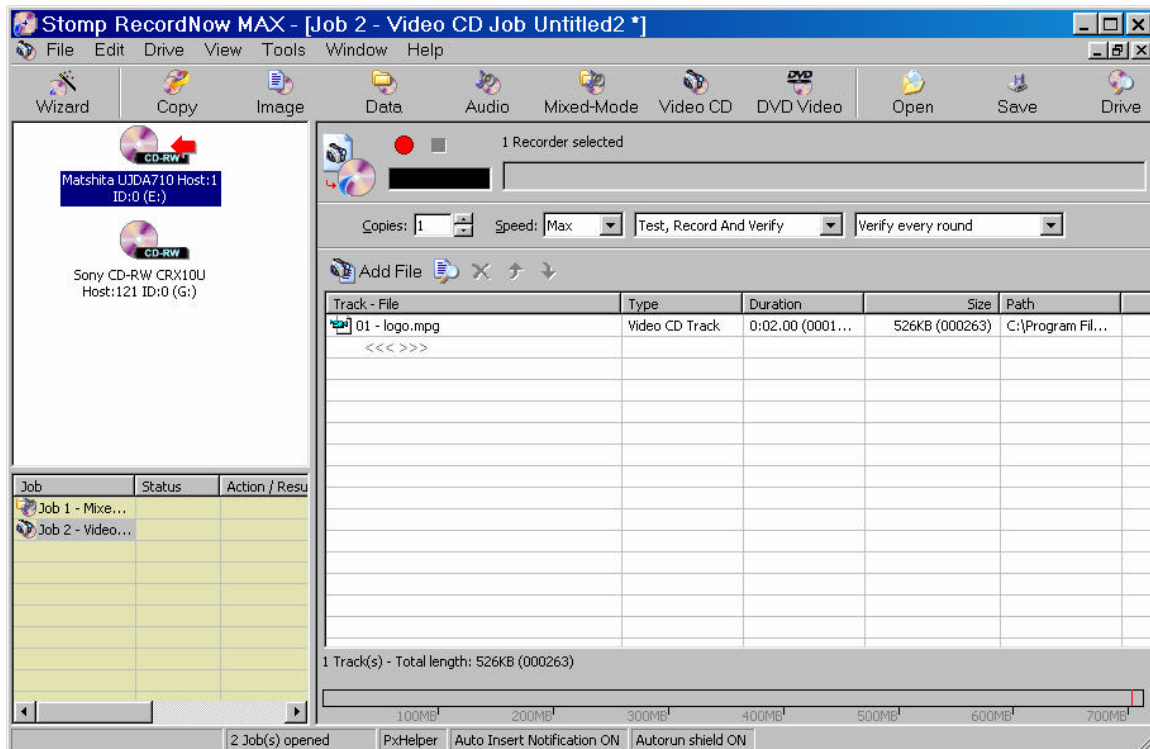 Stomp RecordNow MAX - [Job 2 - Video CD Job Untitled2 *]
File Edit Drive View Tools Window Help
Wizard Copy Image Data Audio Mixed-Mode Video CD DVD Video Open Save Drive
CD-RW
Matshita UJDA710 Host:1
ID:0 (E:)
CD-RW
Sony CD-RW CRX10U
Host:121 ID:0 (G:)
1 Recorder selected
Copies: 1 Speed: Max Test, Record And Verify Verify every round
Add File
Track - File Type Duration Size Path
01 - logo.mpg Video CD Track 0:02.00 (0001... 526KB (000263) C:\Program Fil...
<<< >>>
Job Status Action / Resu
Job 1 - Mixe...
Job 2 - Video...
1 Track(s) - Total length: 526KB (000263)
100MB 200MB 300MB 400MB 500MB 600MB 700MB
2 Job(s) opened PxHelper Auto Insert Notification ON Autorun shield ON